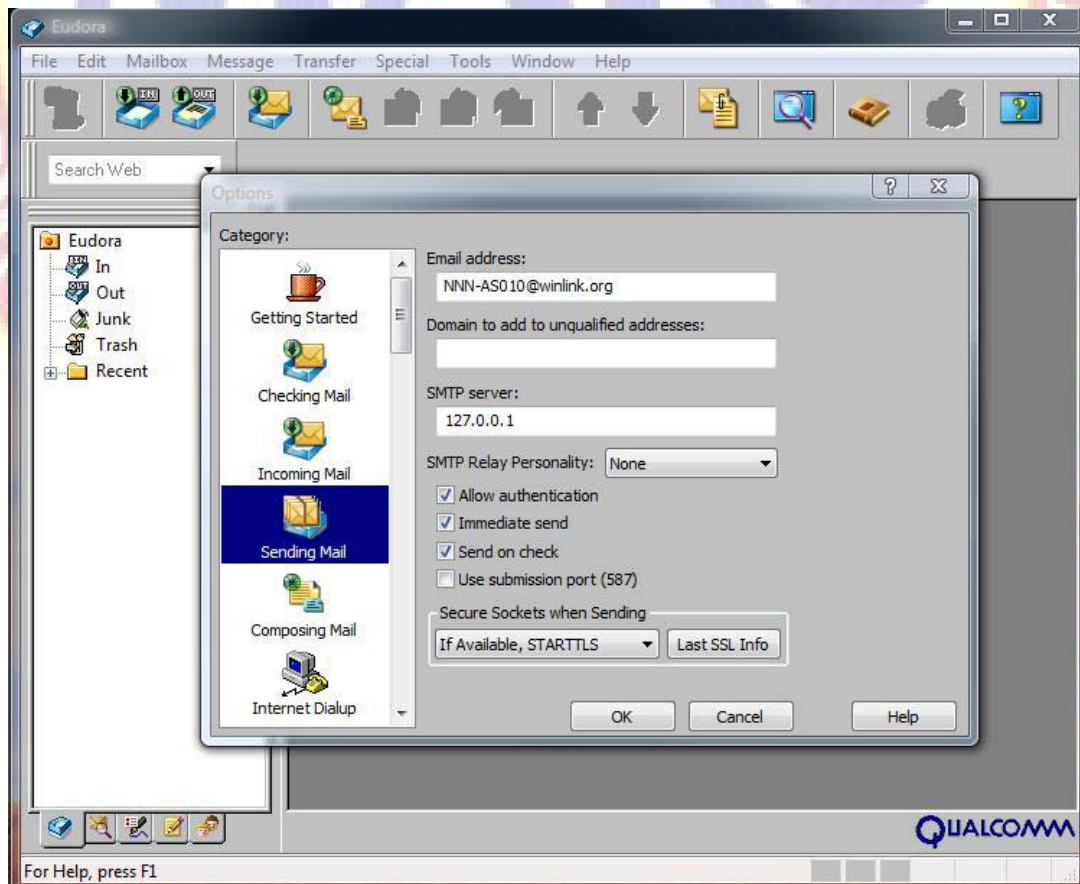 Eudora
File Edit Mailbox Message Transfer Special Tools Window Help
IN OUT
Search Web
Options
Eudora
In
Out
Junk
Trash
Recent
Category:
Getting Started
Checking Mail
Incoming Mail
Sending Mail
Composing Mail
Internet Dialup
Email address:
NNN-AS010@winlink.org
Domain to add to unqualified addresses:
SMTP server:
127.0.0.1
SMTP Relay Personality: None
Allow authentication
Immediate send
Send on check
Use submission port (587)
Secure Sockets when Sending
If Available, STARTTLS Last SSL Info
OK Cancel Help
QUALCOMM
For Help, press F1